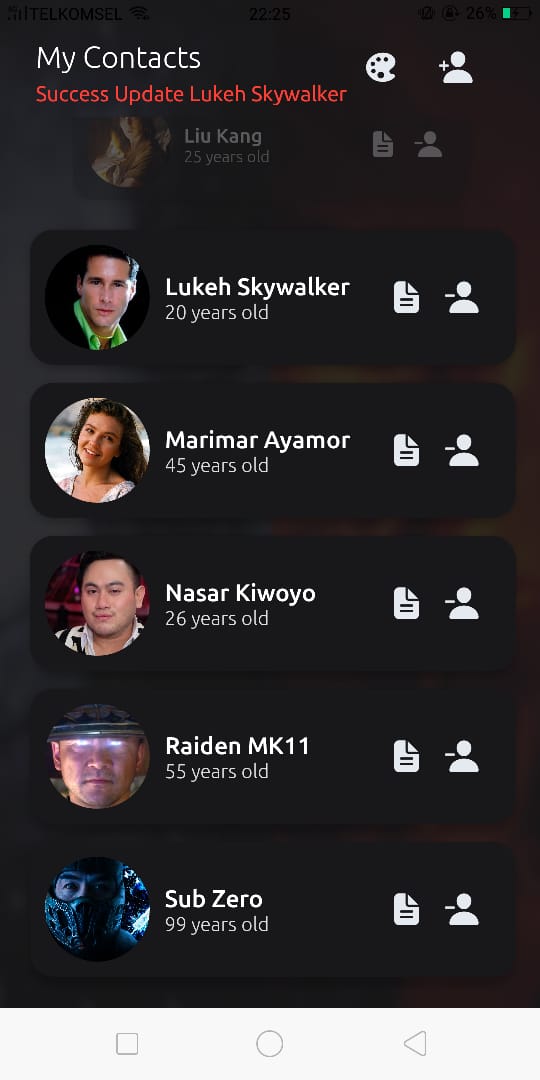 TELKOMSEL 22:25 26%
My Contacts
Success Update Lukeh Skywalker
Liu Kang
25 years old
Lukeh Skywalker
20 years old
Marimar Ayamor
45 years old
Nasar Kiwoyo
26 years old
Raiden MK11
55 years old
Sub Zero
99 years old